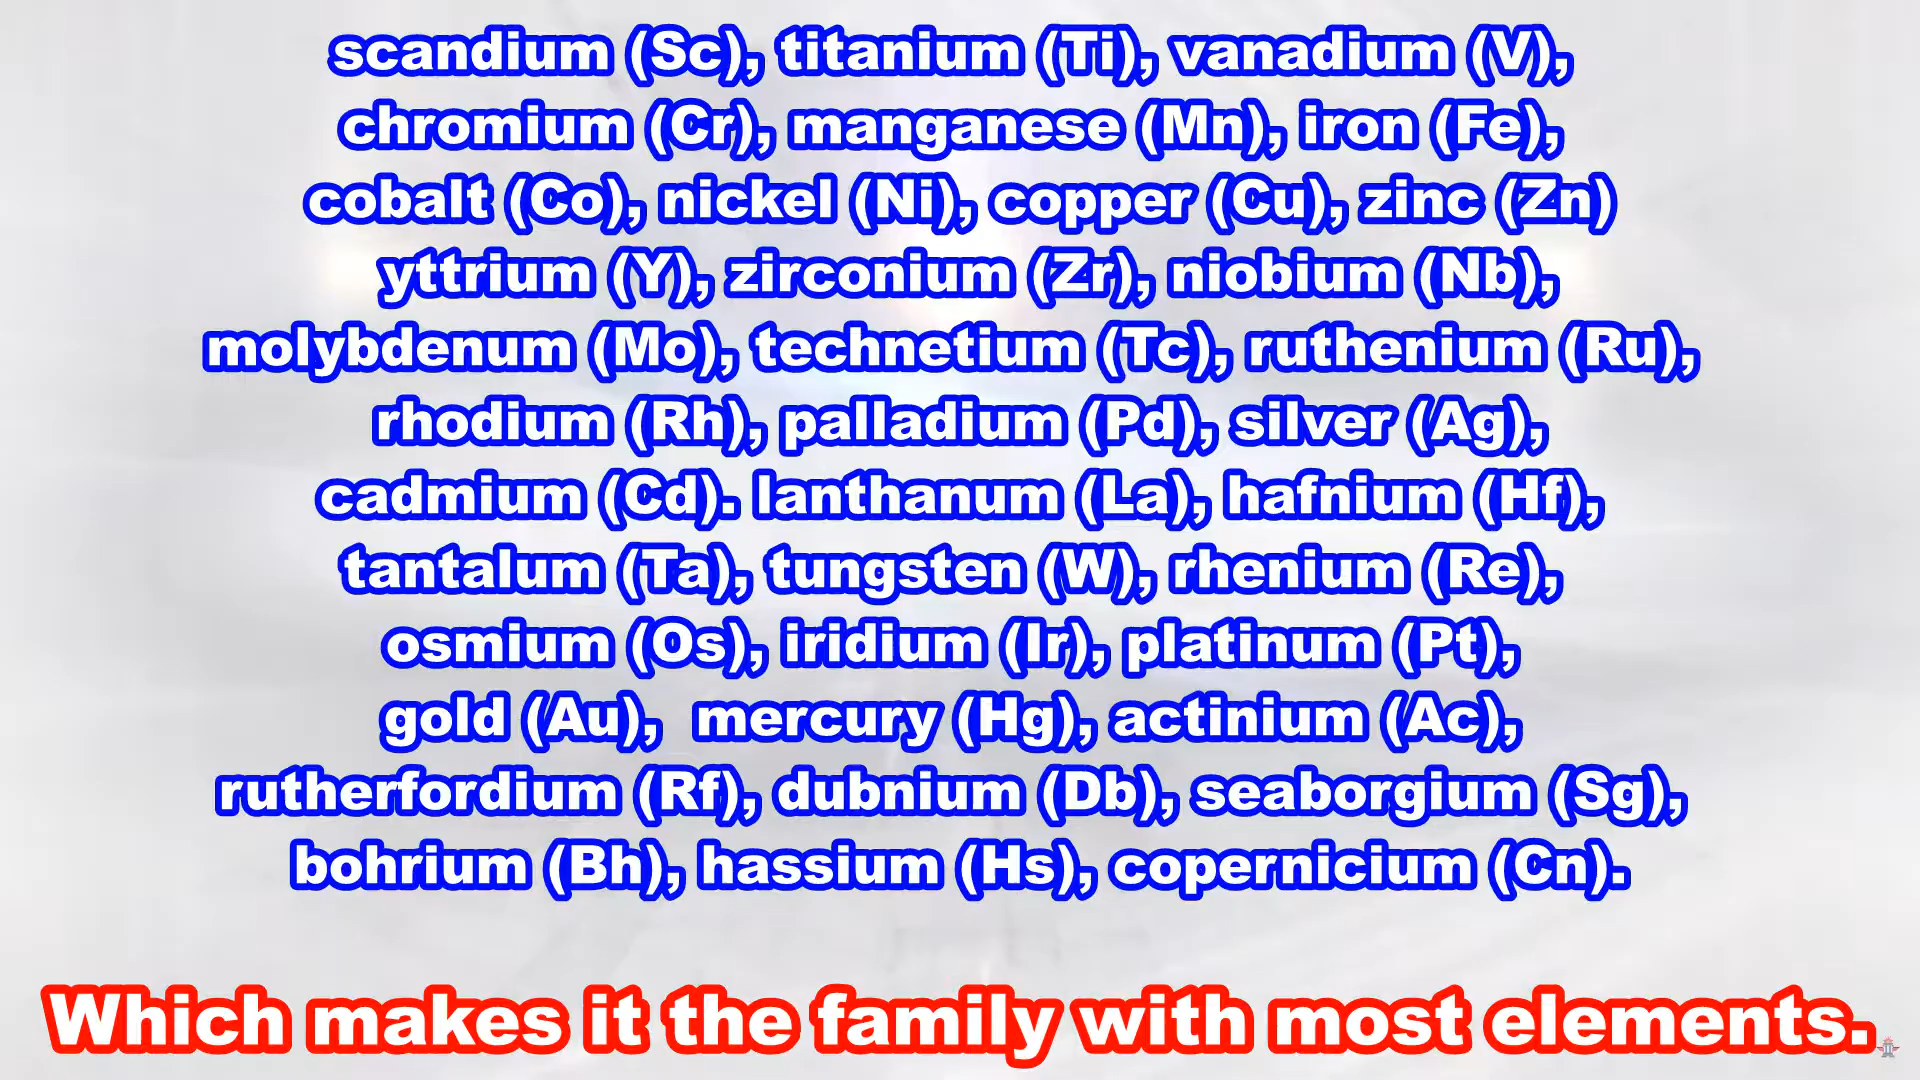 scandium (Sc), titanium (Ti), vanadium (V),
chromium (Cr), manganese (Mn), iron (Fe),
cobalt (Co), nickel (Ni), copper (Cu), zinc (Zn)
yttrium (Y), zirconium (Zr), niobium (Nb),
molybdenum (Mo), technetium (Tc), ruthenium (Ru),
rhodium (Rh), palladium (Pd), silver (Ag),
cadmium (Cd). lanthanum (La), hafnium (Hf),
tantalum (Ta), tungsten (W), rhenium (Re),
osmium (Os), iridium (Ir), platinum (Pt),
gold (Au),  mercury (Hg), actinium (Ac),
rutherfordium (Rf), dubnium (Db), seaborgium (Sg),
bohrium (Bh), hassium (Hs), copernicium (Cn).
Which makes it the family with most elements.